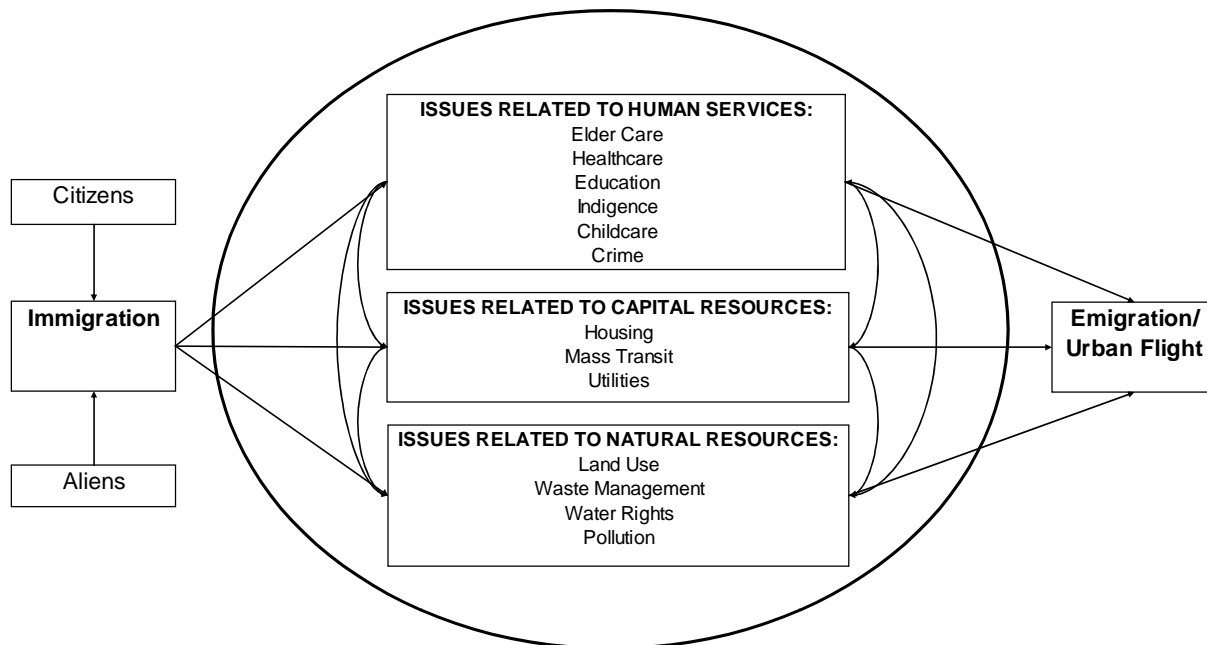 ISSUES RELATED TO HUMAN SERVICES:
Elder Care
Healthcare
Education
Indigence
Childcare
Crime
Citizens
Immigration
Aliens
ISSUES RELATED TO CAPITAL RESOURCES:
Housing
Mass Transit
Utilities
ISSUES RELATED TO NATURAL RESOURCES:
Land Use
Waste Management
Water Rights
Pollution
Emigration/
Urban Flight